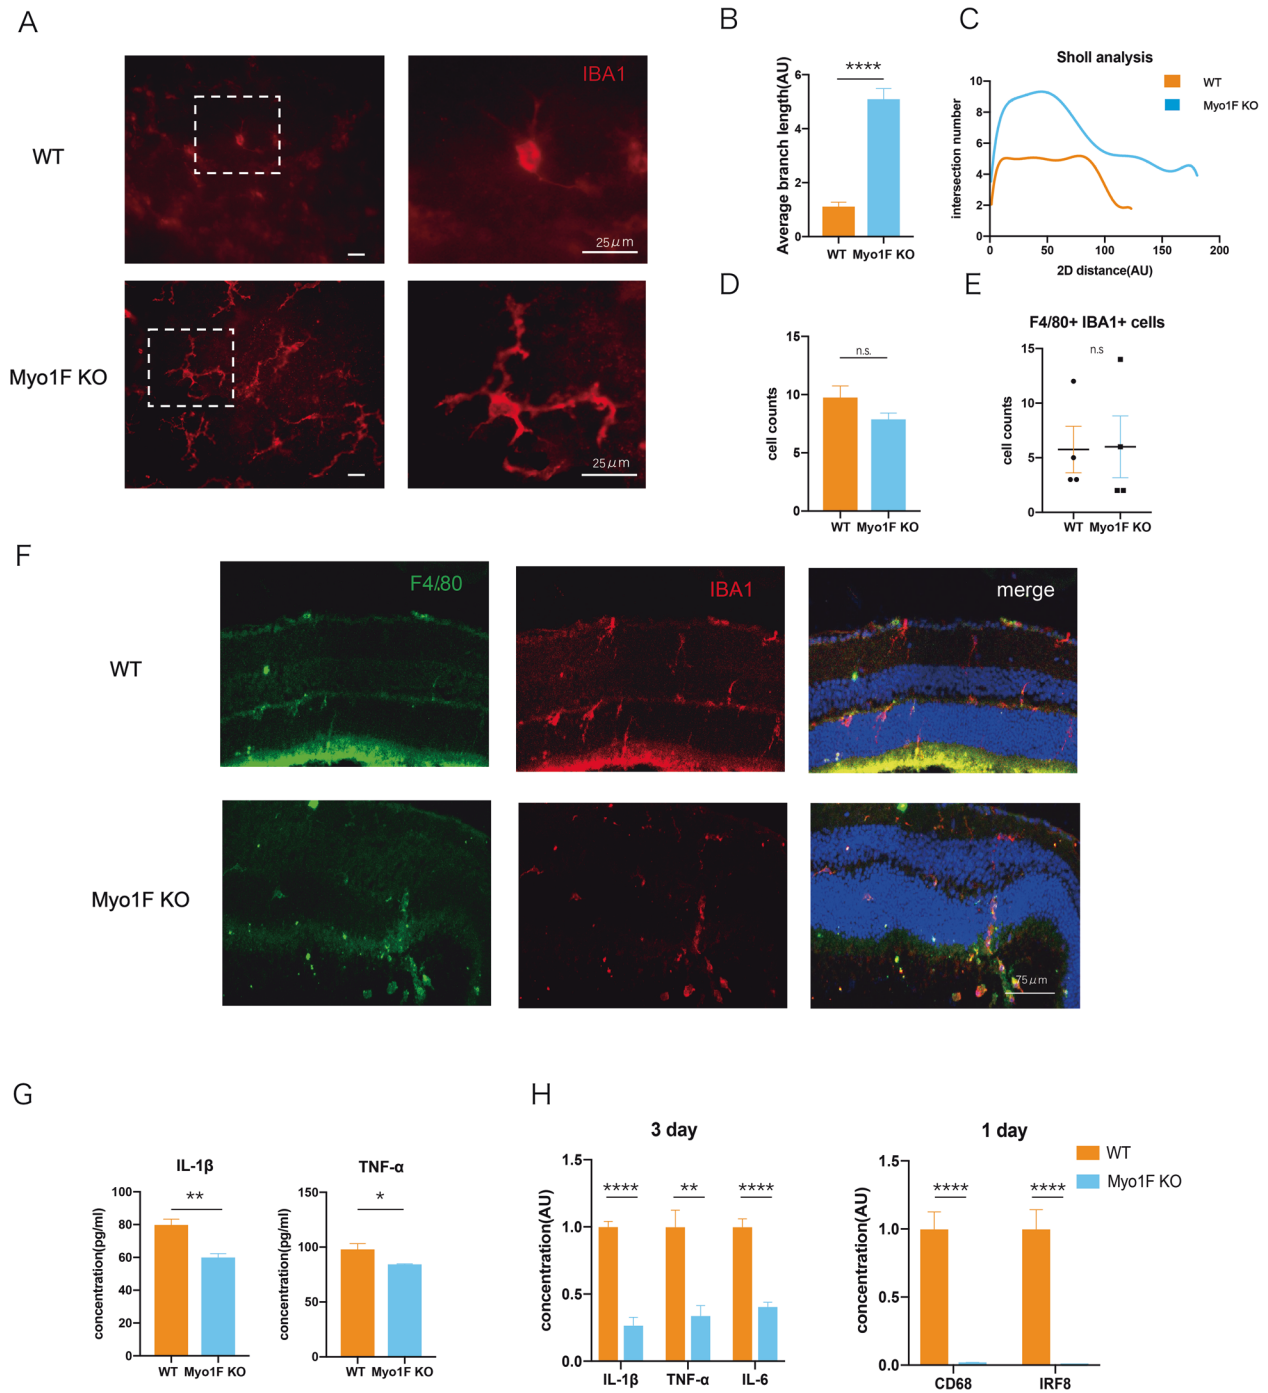 A
IBA1
WT
25μm
Myo1F KO
25μm
B
Average branch length(AU)
****
6
4
2
0
WT Myo1F KO
C
Sholl analysis
WT
Myo1F KO
intersection number
10
8
6
4
2
0
0 50 100 150 200
2D distance(AU)
D
cell counts
15
10
5
0
n.s.
WT Myo1F KO
E
F4/80+ IBA1+ cells
n.s
cell counts
15
10
5
0
WT Myo1F KO
F
F4/80
IBA1
merge
WT
Myo1F KO
75μm
G
IL-1β
**
concentration(pg/ml)
100
80
60
40
20
0
WT Myo1F KO
TNF-α
*
concentration(pg/ml)
150
100
50
0
WT Myo1F KO
H
3 day
concentration(AU)
1.5
1.0
0.5
0.0
**** ** ****
IL-1β TNF-α IL-6
1 day
WT
Myo1F KO
concentration(AU)
1.5
1.0
0.5
0.0
**** ****
CD68 IRF8